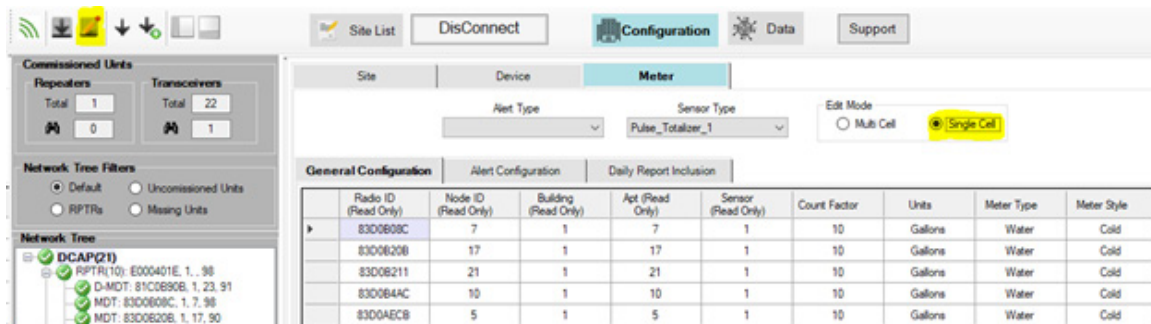 Site List DisConnect Configuration Data Support
Commissioned Uints
Repeaters Transceivers
Total 1 Total 22
0 1
Network Tree Filters
Default Uncomissioned Units
RPTRs Missing Units
Network Tree
DCAP(21)
RPTR(10): E000401E, 1, , 98
D-MDT: 81C0B90B, 1, 23, 91
MDT: 83D0B08C, 1, 7, 98
MDT: 83D0B20B, 1, 17, 90
Site Device Meter
Alert Type Sensor Type Edit Mode
Pulse_Totalizer_1 Multi Cell Single Cell
General Configuration Alert Configuration Daily Report Inclusion
Radio ID (Read Only) Node ID (Read Only) Building (Read Only) Apt (Read Only) Sensor (Read Only) Count Factor Units Meter Type Meter Style
83D0B08C 7 1 7 1 10 Gallons Water Cold
83D0B20B 17 1 17 1 10 Gallons Water Cold
83D0B211 21 1 21 1 10 Gallons Water Cold
83D0B4AC 10 1 10 1 10 Gallons Water Cold
83D0AECB 5 1 5 1 10 Gallons Water Cold